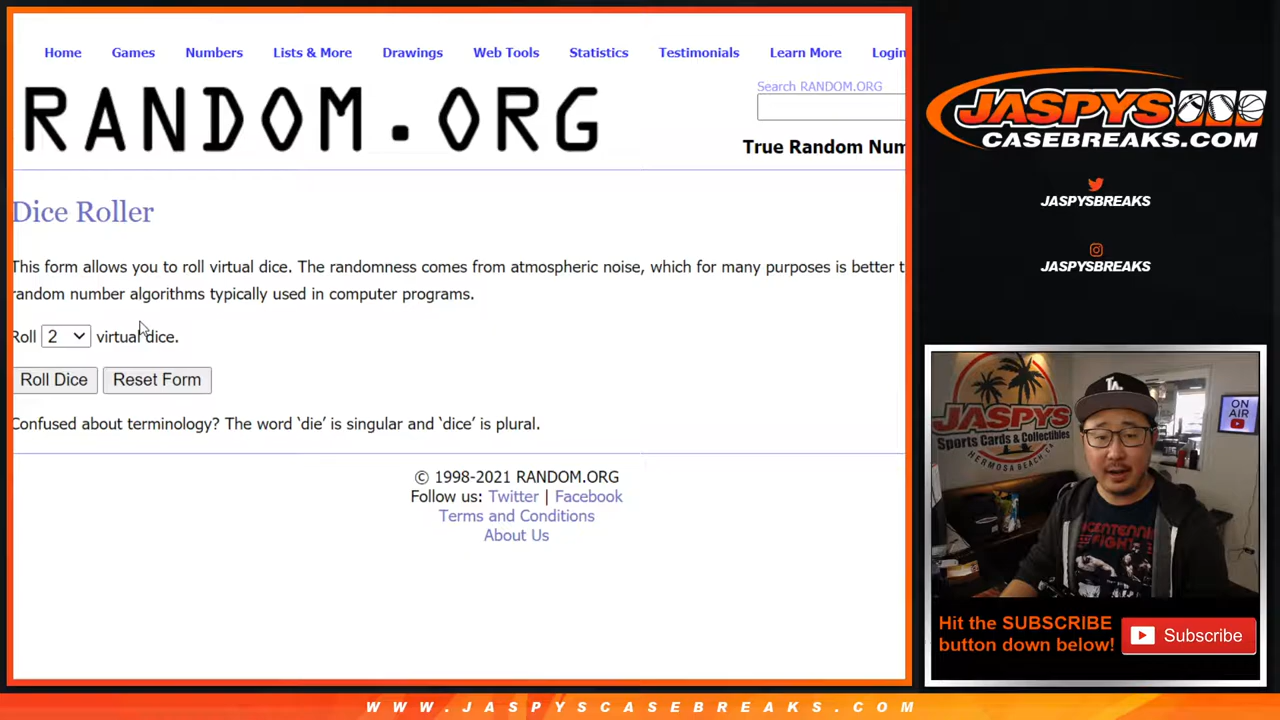 Home Games Numbers Lists & More Drawings Web Tools Statistics Testimonials Learn More Login
RANDOM.ORG
Search RANDOM.ORG
True Random Num
Dice Roller
This form allows you to roll virtual dice. The randomness comes from atmospheric noise, which for many purposes is better t
random number algorithms typically used in computer programs.
Roll 2 virtual dice.
Roll Dice Reset Form
Confused about terminology? The word ‘die’ is singular and ‘dice’ is plural.
© 1998-2021 RANDOM.ORG
Follow us: Twitter | Facebook
Terms and Conditions
About Us
JASPYS
CASEBREAKS.COM
JASPYSBREAKS
JASPYSBREAKS
JASPYS
Sports Cards & Collectibles
HERMOSA BEACH, CA
ON
AIR
Hit the SUBSCRIBE
button down below!
Subscribe
WWW.JASPYSCASEBREAKS.COM